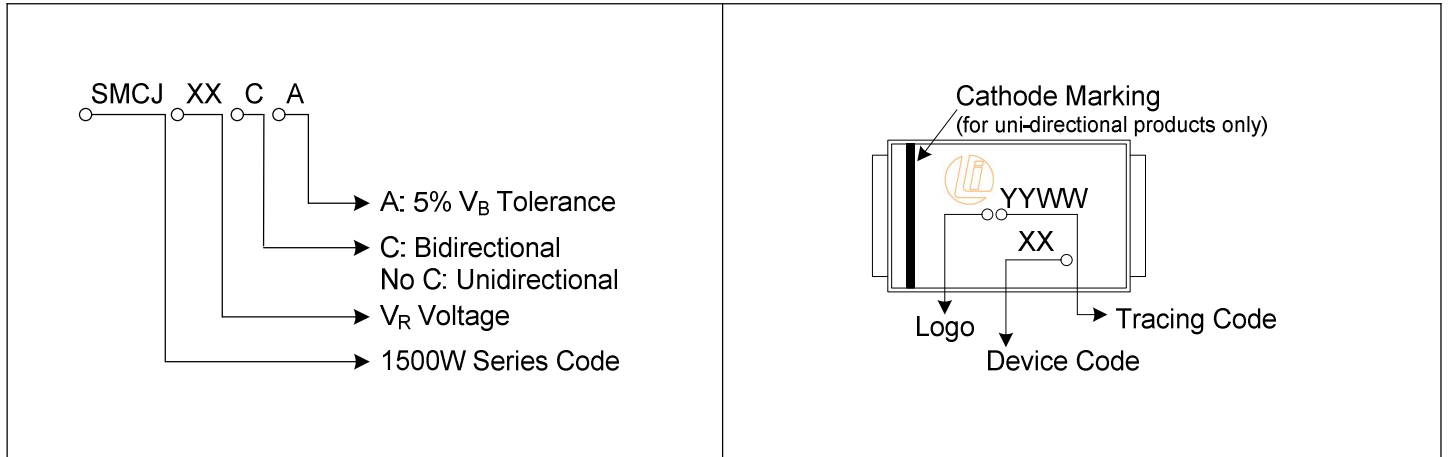 SMCJ XX C A
A: 5% VB Tolerance
C: Bidirectional
No C: Unidirectional
VR Voltage
1500W Series Code
Cathode Marking
(for uni-directional products only)
YYWW
XX
Logo
Tracing Code
Device Code